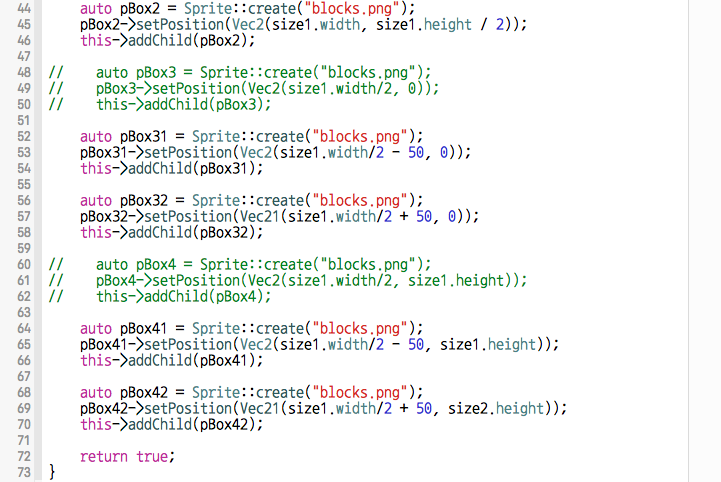 44 auto pBox2 = Sprite::create("blocks.png");
45 pBox2->setPosition(Vec2(size1.width, size1.height / 2));
46 this->addChild(pBox2);
47
48 // auto pBox3 = Sprite::create("blocks.png");
49 // pBox3->setPosition(Vec2(size1.width/2, 0));
50 // this->addChild(pBox3);
51
52 auto pBox31 = Sprite::create("blocks.png");
53 pBox31->setPosition(Vec2(size1.width/2 - 50, 0));
54 this->addChild(pBox31);
55
56 auto pBox32 = Sprite::create("blocks.png");
57 pBox32->setPosition(Vec21(size1.width/2 + 50, 0));
58 this->addChild(pBox32);
59
60 // auto pBox4 = Sprite::create("blocks.png");
61 // pBox4->setPosition(Vec2(size1.width/2, size1.height));
62 // this->addChild(pBox4);
63
64 auto pBox41 = Sprite::create("blocks.png");
65 pBox41->setPosition(Vec2(size1.width/2 - 50, size1.height));
66 this->addChild(pBox41);
67
68 auto pBox42 = Sprite::create("blocks.png");
69 pBox42->setPosition(Vec21(size1.width/2 + 50, size2.height));
70 this->addChild(pBox42);
71
72 return true;
73 }